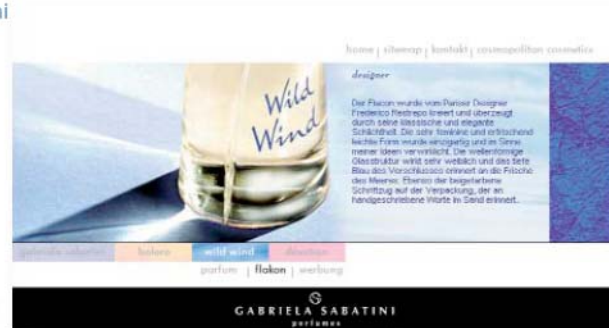 ni
home | sitemap | kontakt | cosmopolitan cosmetics
designer
Der Flacon wurde vom Pariser Designer
Frederico Restrepo kreiert und überzeugt
durch seine klassische und elegante
Schlichtheit. Die sehr feminine und erfrischend
leichte Form wurde einzigartig und im Sinne
meiner Ideen verwirklicht. Die wellenförmige
Glasstruktur wirkt sehr weiblich und das tiefe
Blau des Verschlusses erinnert an die Frische
des Meeres. Ebenso der beigefarbene
Schriftzug auf der Verpackung, der an
handgeschriebene Worte im Sand erinnert.
Wild
Wind
gabriela sabatini bolero wild wind devotion
parfum | flakon | werbung
GABRIELA SABATINI
perfumes